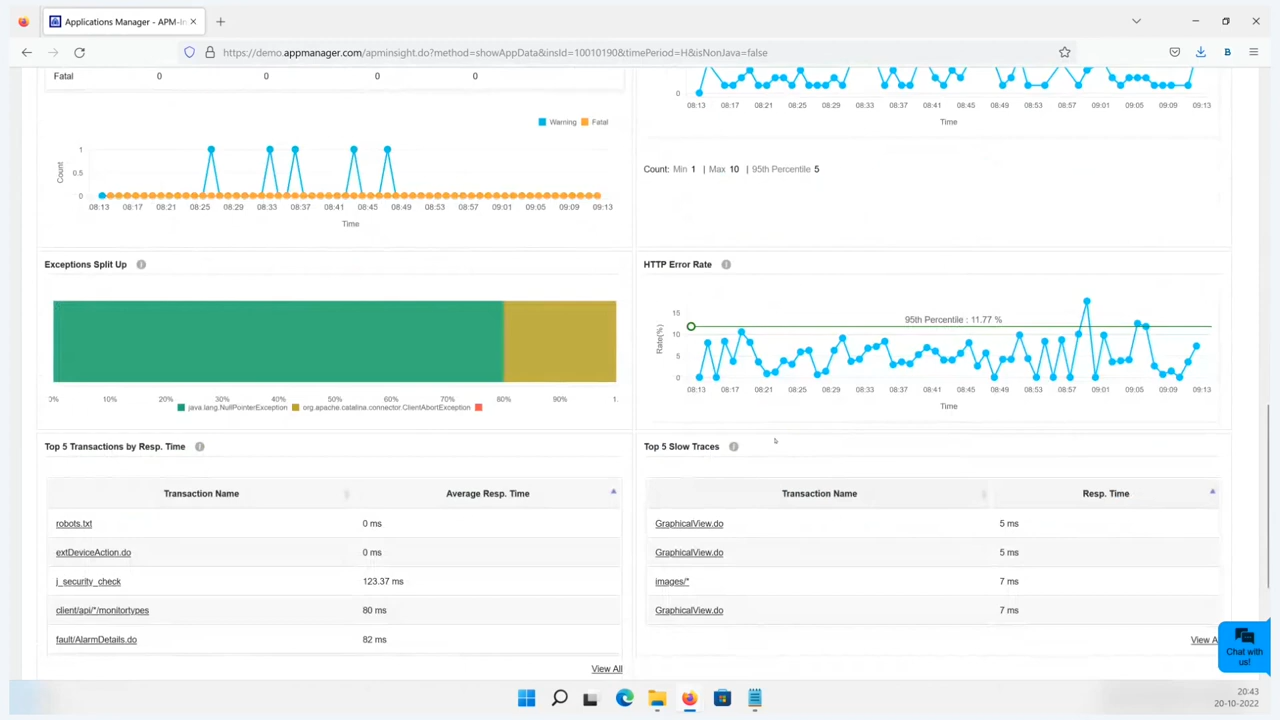 Applications Manager - APM-In
https://demo.appmanager.com/apminsight.do?method=showAppData&insId=10010190&timePeriod=H&isNonJava=false
Fatal 0 0 0 0
0
08:13 08:17 08:21 08:25 08:29 08:33 08:37 08:41 08:45 08:49 08:53 08:57 09:01 09:05 09:09 09:13
Time
Warning Fatal
1
0.5
0
Count
08:13 08:17 08:21 08:25 08:29 08:33 08:37 08:41 08:45 08:49 08:53 08:57 09:01 09:05 09:09 09:13
Time
Count: Min 1 | Max 10 | 95th Percentile 5
Exceptions Split Up
0% 10% 20% 30% 40% 50% 60% 70% 80% 90% 1.
java.lang.NullPointerException org.apache.catalina.connector.ClientAbortException
HTTP Error Rate
95th Percentile : 11.77 %
15
10
5
0
Rate(%)
08:13 08:17 08:21 08:25 08:29 08:33 08:37 08:41 08:45 08:49 08:53 08:57 09:01 09:05 09:09 09:13
Time
Top 5 Transactions by Resp. Time
Transaction Name Average Resp. Time
robots.txt 0 ms
extDeviceAction.do 0 ms
j_security_check 123.37 ms
client/api/*/monitortypes 80 ms
fault/AlarmDetails.do 82 ms
View All
Top 5 Slow Traces
Transaction Name Resp. Time
GraphicalView.do 5 ms
GraphicalView.do 5 ms
images/* 7 ms
GraphicalView.do 7 ms
View A
Chat with
us!
20:43
20-10-2022